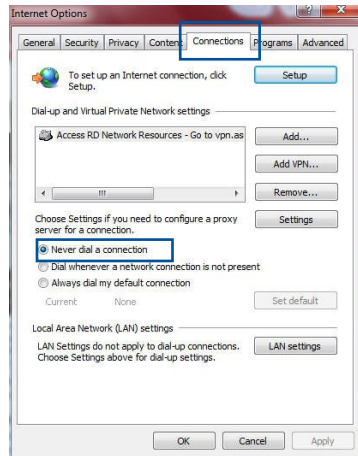 Internet Options
General Security Privacy Content Connections Programs Advanced
To set up an Internet connection, click
Setup.
Setup
Dial-up and Virtual Private Network settings
Access RD Network Resources - Go to vpn.as
Add...
Add VPN...
Remove...
Choose Settings if you need to configure a proxy
server for a connection.
Settings
Never dial a connection
Dial whenever a network connection is not present
Always dial my default connection
Current None
Set default
Local Area Network (LAN) settings
LAN Settings do not apply to dial-up connections.
Choose Settings above for dial-up settings.
LAN settings
OK Cancel Apply